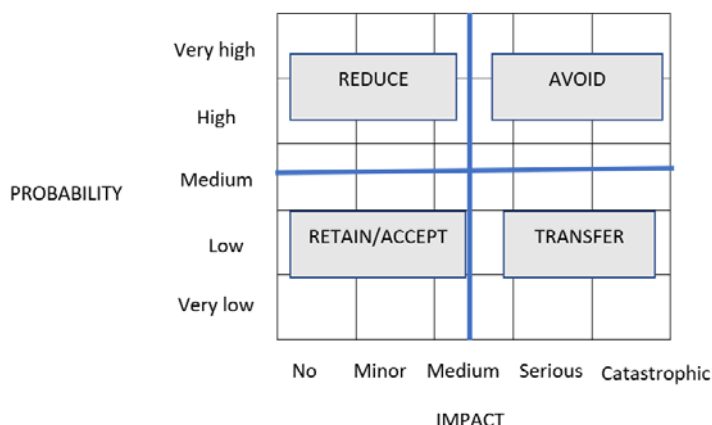 Very high
REDUCE
AVOID
High
Medium
PROBABILITY
RETAIN/ACCEPT
TRANSFER
Low
Very low
No
Minor
Medium
Serious
Catastrophic
IMPACT